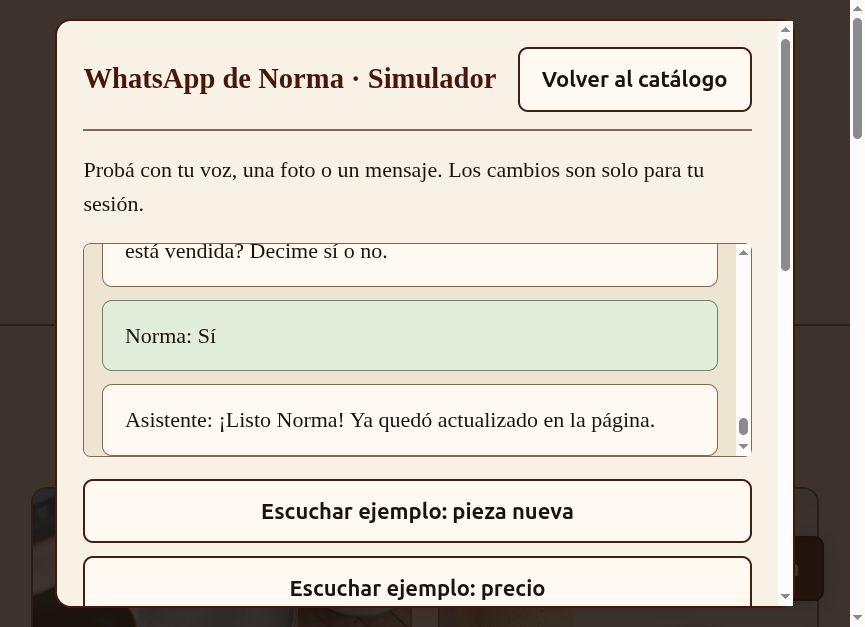 WhatsApp de Norma · Simulador
Volver al catálogo
Probá con tu voz, una foto o un mensaje. Los cambios son solo para tu
sesión.
está vendida? Decime sí o no.
Norma: Sí
Asistente: ¡Listo Norma! Ya quedó actualizado en la página.
Escuchar ejemplo: pieza nueva
Escuchar ejemplo: precio